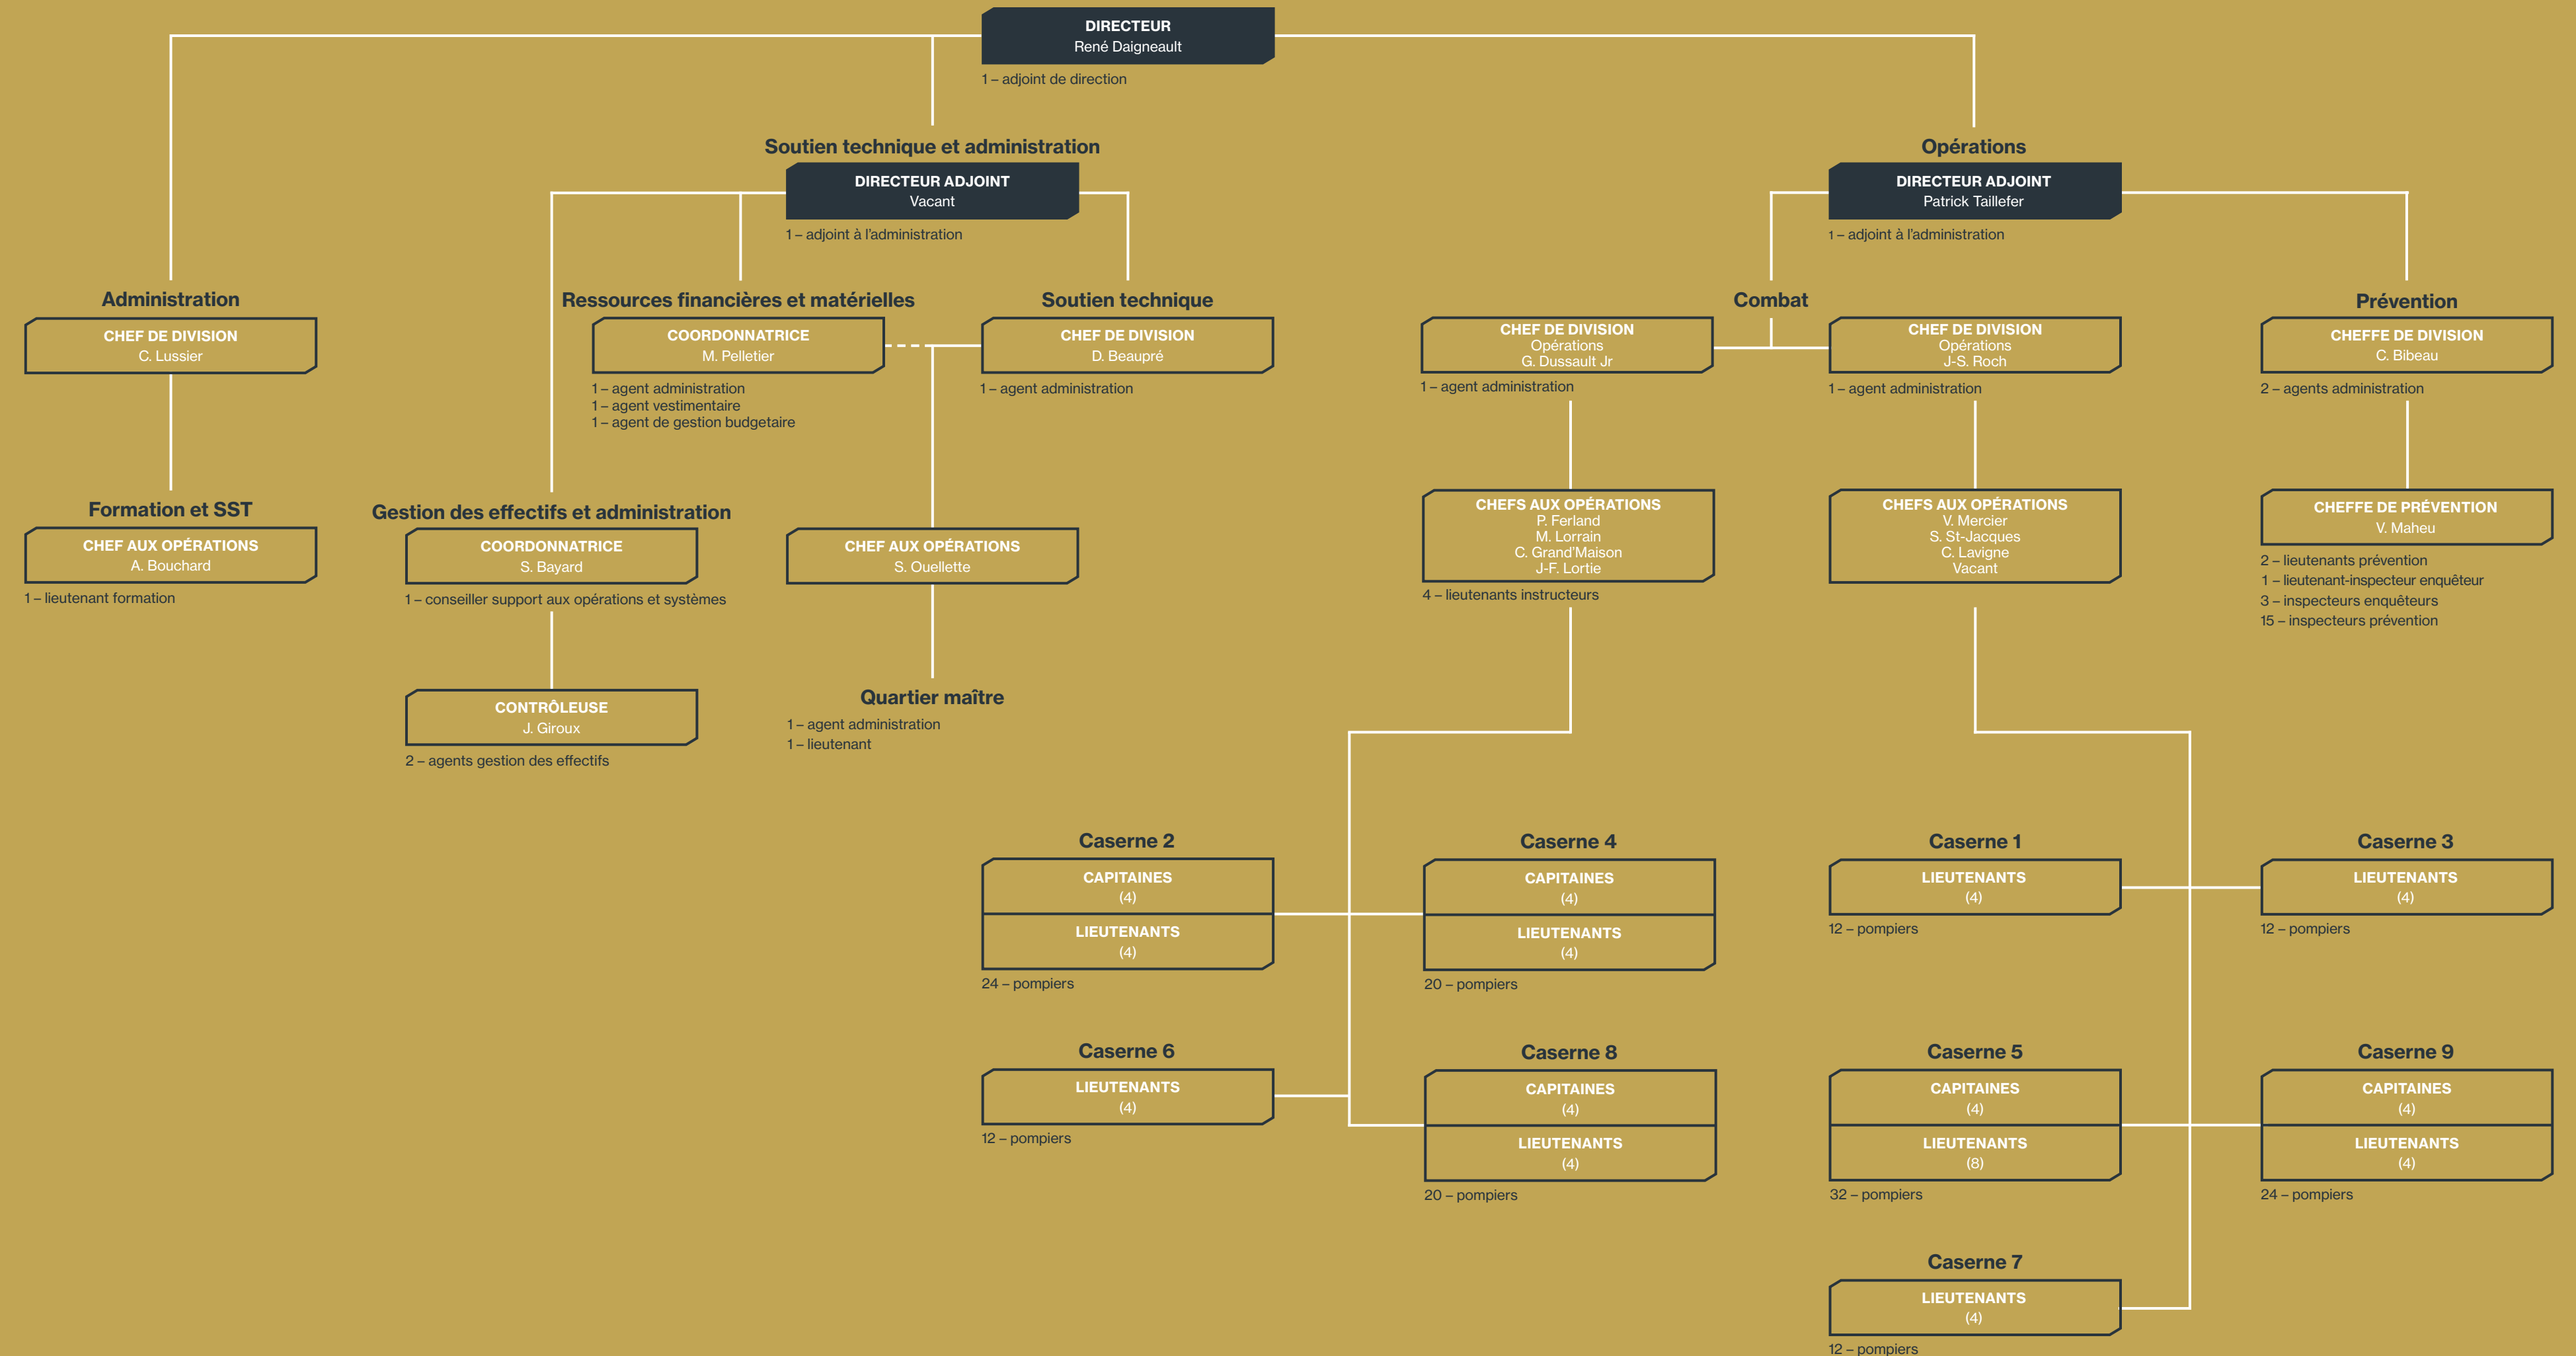 DIRECTEUR
René Daigneault
1 – adjoint de direction
Soutien technique et administration
DIRECTEUR ADJOINT
Vacant
1 – adjoint à l’administration
Opérations
DIRECTEUR ADJOINT
Patrick Taillefer
1 – adjoint à l’administration
Administration
CHEF DE DIVISION
C. Lussier
Ressources financières et matérielles
COORDONNATRICE
M. Pelletier
1 – agent administration
1 – agent vestimentaire
1 – agent de gestion budgetaire
Soutien technique
CHEF DE DIVISION
D. Beaupré
1 – agent administration
Combat
CHEF DE DIVISION
Opérations
G. Dussault Jr
1 – agent administration
CHEF DE DIVISION
Opérations
J-S. Roch
1 – agent administration
Prévention
CHEFFE DE DIVISION
C. Bibeau
2 – agents administration
Formation et SST
CHEF AUX OPÉRATIONS
A. Bouchard
1 – lieutenant formation
Gestion des effectifs et administration
COORDONNATRICE
S. Bayard
1 – conseiller support aux opérations et systèmes
CHEF AUX OPÉRATIONS
S. Ouellette
CHEFS AUX OPÉRATIONS
P. Ferland
M. Lorrain
C. Grand’Maison
J-F. Lortie
4 – lieutenants instructeurs
CHEFS AUX OPÉRATIONS
V. Mercier
S. St-Jacques
C. Lavigne
Vacant
CHEFFE DE PRÉVENTION
V. Maheu
2 – lieutenants prévention
1 – lieutenant-inspecteur enquêteur
3 – inspecteurs enquêteurs
15 – inspecteurs prévention
CONTRÔLEUSE
J. Giroux
2 – agents gestion des effectifs
Quartier maître
1 – agent administration
1 – lieutenant
Caserne 2
CAPITAINES
(4)
LIEUTENANTS
(4)
24 – pompiers
Caserne 4
CAPITAINES
(4)
LIEUTENANTS
(4)
20 – pompiers
Caserne 1
LIEUTENANTS
(4)
12 – pompiers
Caserne 3
LIEUTENANTS
(4)
12 – pompiers
Caserne 6
LIEUTENANTS
(4)
12 – pompiers
Caserne 8
CAPITAINES
(4)
LIEUTENANTS
(4)
20 – pompiers
Caserne 5
CAPITAINES
(4)
LIEUTENANTS
(8)
32 – pompiers
Caserne 9
CAPITAINES
(4)
LIEUTENANTS
(4)
24 – pompiers
Caserne 7
LIEUTENANTS
(4)
12 – pompiers